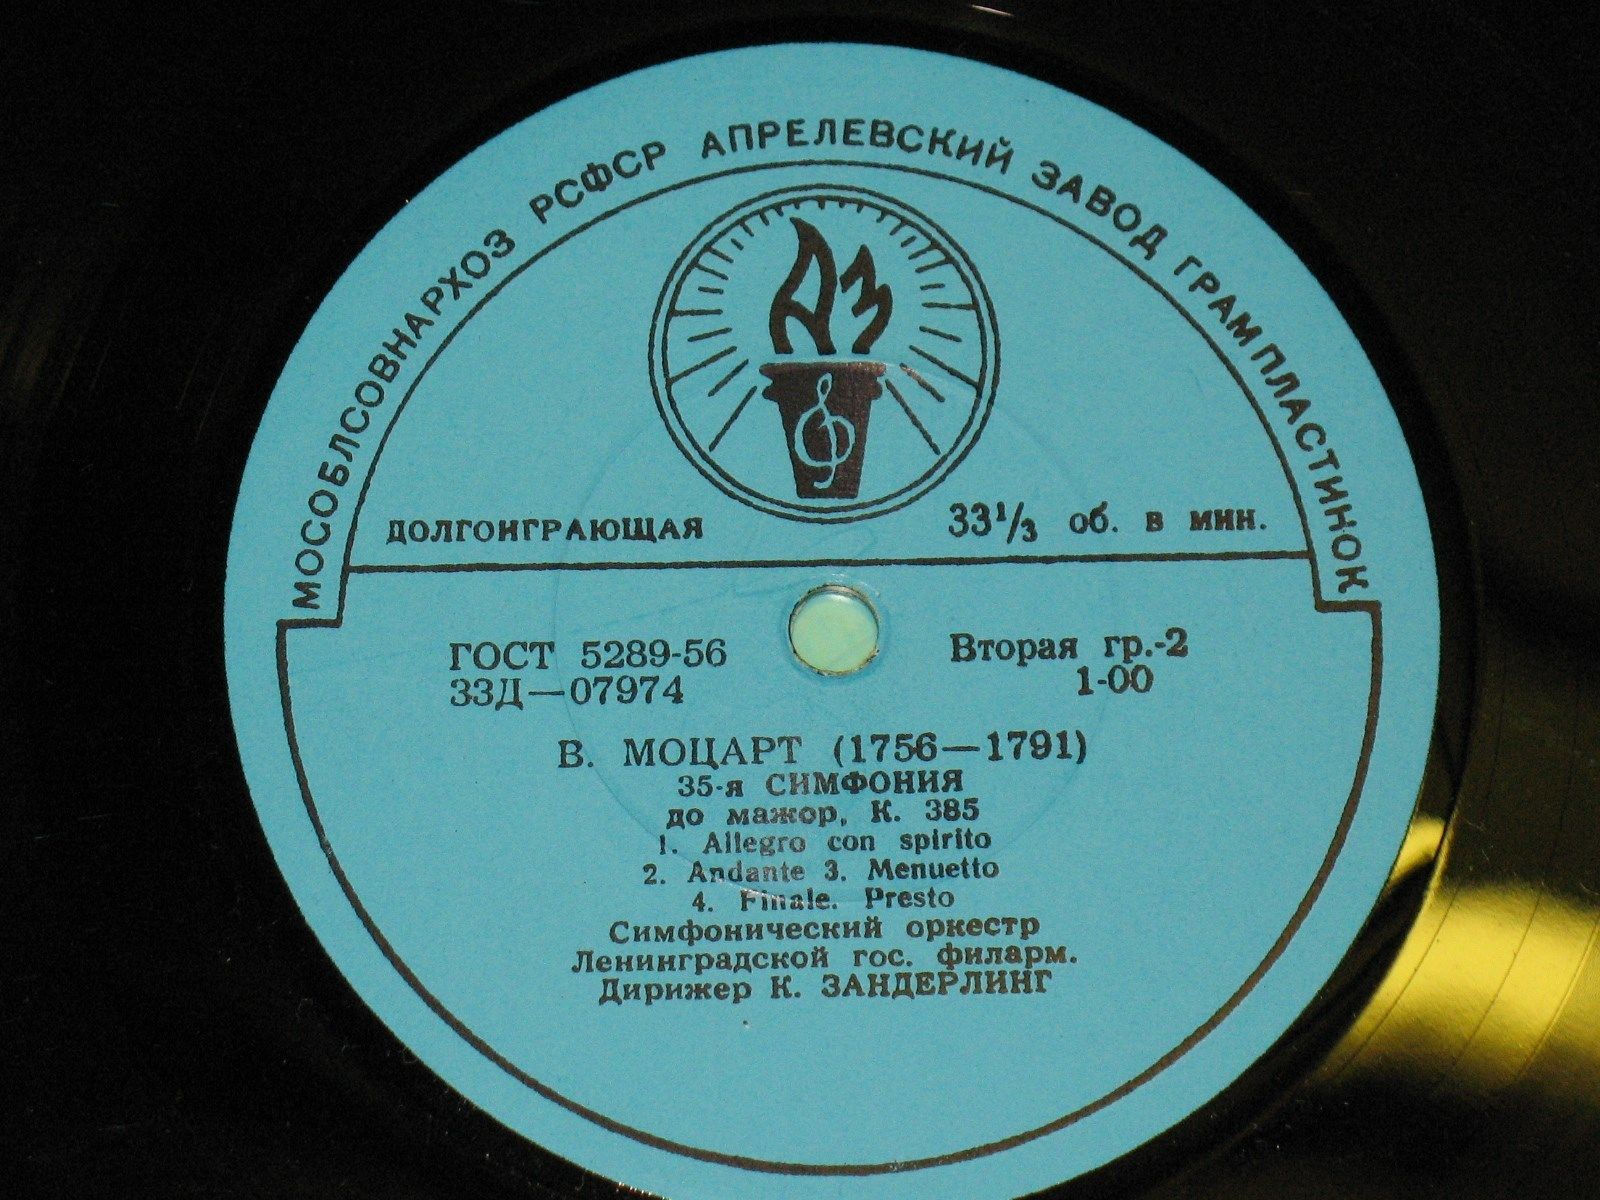 МОСОБЛСОВНАРХОЗ РСФСР АПРЕЛЕВСКИЙ ЗАВОД ГРАМПЛАСТИНОК
АЗ
ДОЛГОИГРАЮЩАЯ 33⅓ об. в мин.
ГОСТ 5289-56 Вторая гр.-2
33Д—07974 1-00
В. МОЦАРТ (1756—1791)
35-я СИМФОНИЯ
до мажор, К. 385
1. Allegro con spirito
2. Andante 3. Menuetto
4. Finale. Presto
Симфонический оркестр
Ленинградской гос. филарм.
Дирижер К. ЗАНДЕРЛИНГ